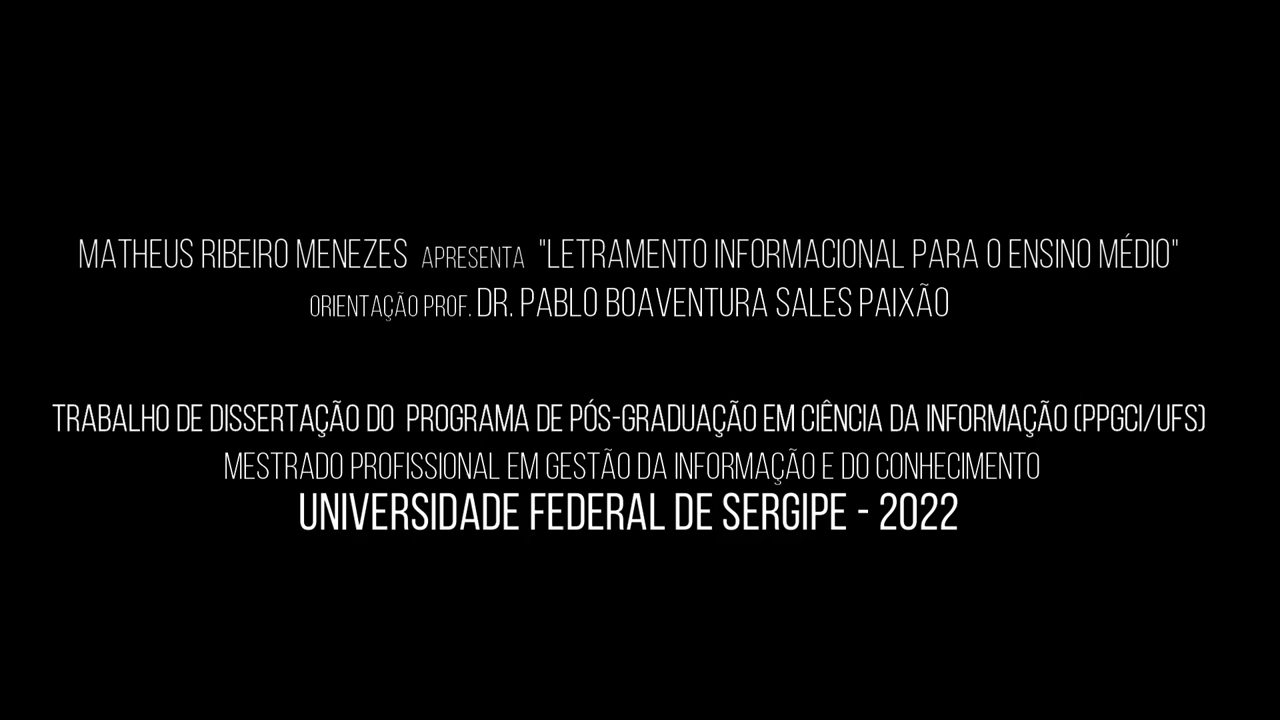 MATHEUS RIBEIRO MENEZES APRESENTA "LETRAMENTO INFORMACIONAL PARA O ENSINO MÉDIO"
ORIENTAÇÃO PROF. DR. PABLO BOAVENTURA SALES PAIXÃO
TRABALHO DE DISSERTAÇÃO DO PROGRAMA DE PÓS-GRADUAÇÃO EM CIÊNCIA DA INFORMAÇÃO (PPGCI/UFS)
MESTRADO PROFISSIONAL EM GESTÃO DA INFORMAÇÃO E DO CONHECIMENTO
UNIVERSIDADE FEDERAL DE SERGIPE - 2022